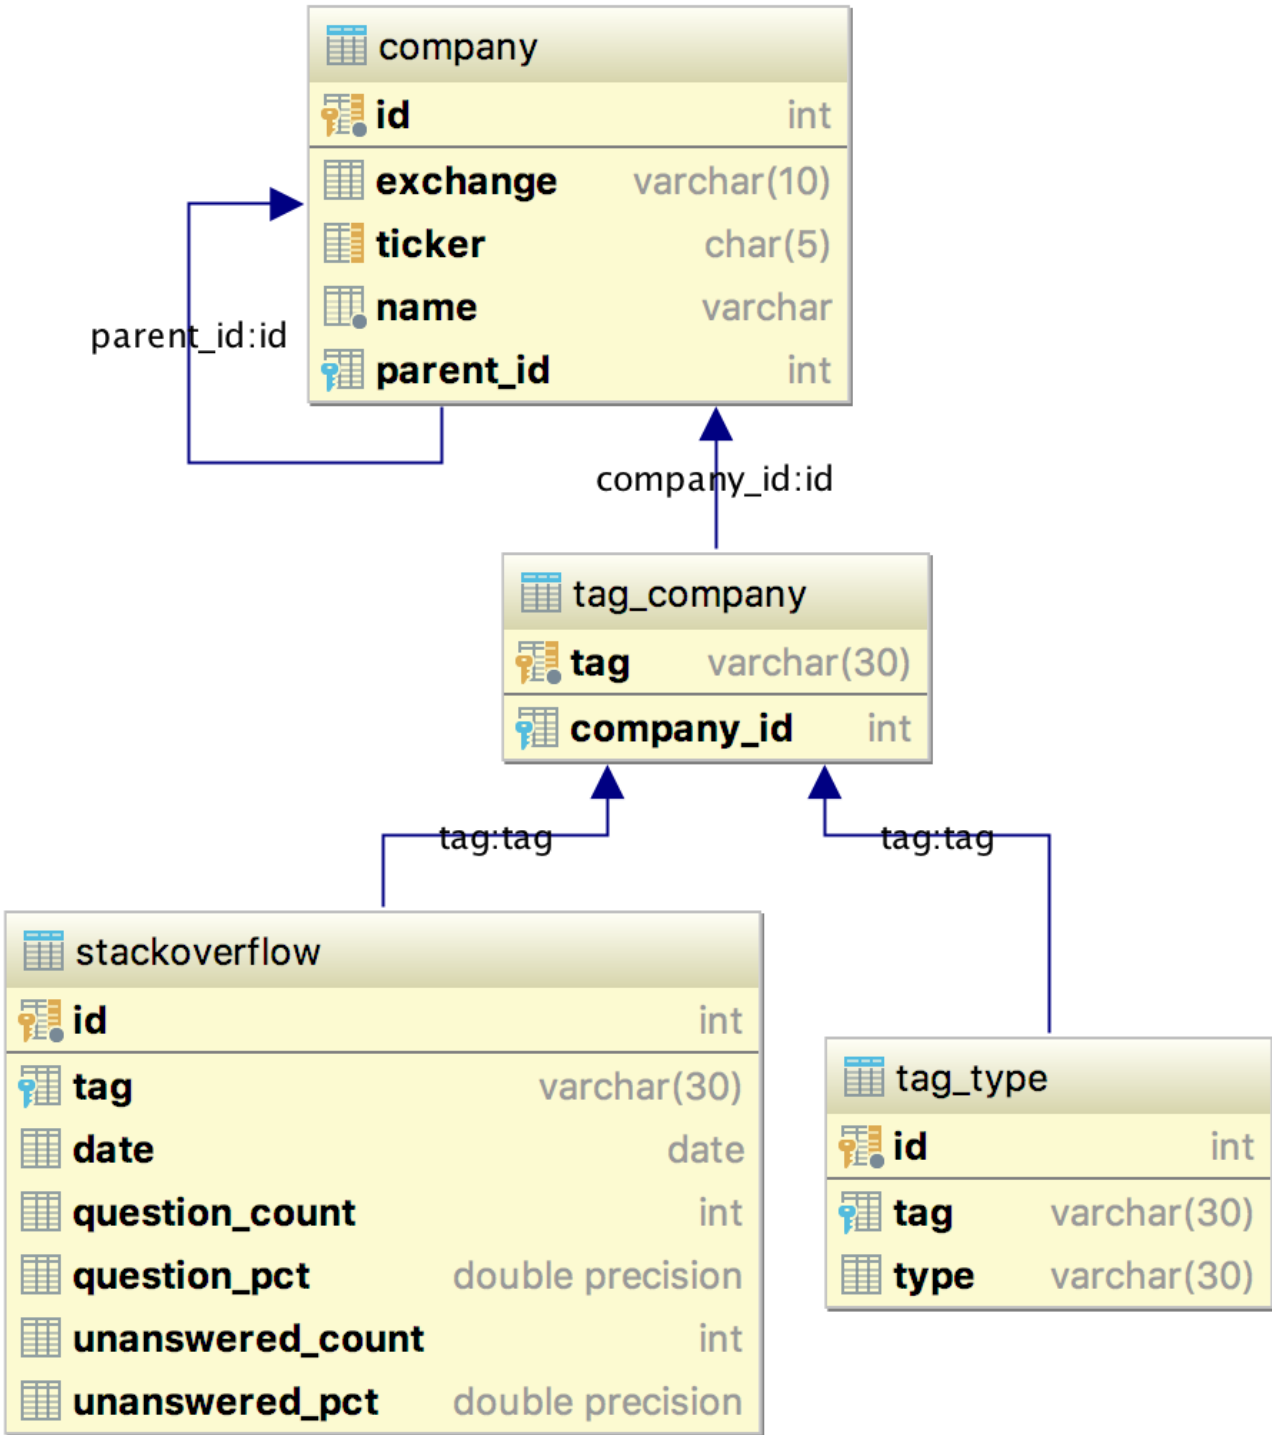 company
id int
exchange varchar(10)
ticker char(5)
name varchar
parent_id int
parent_id:id
company_id:id
tag_company
tag varchar(30)
company_id int
tag:tag
tag:tag
stackoverflow
id int
tag varchar(30)
date date
question_count int
question_pct double precision
unanswered_count int
unanswered_pct double precision
tag_type
id int
tag varchar(30)
type varchar(30)